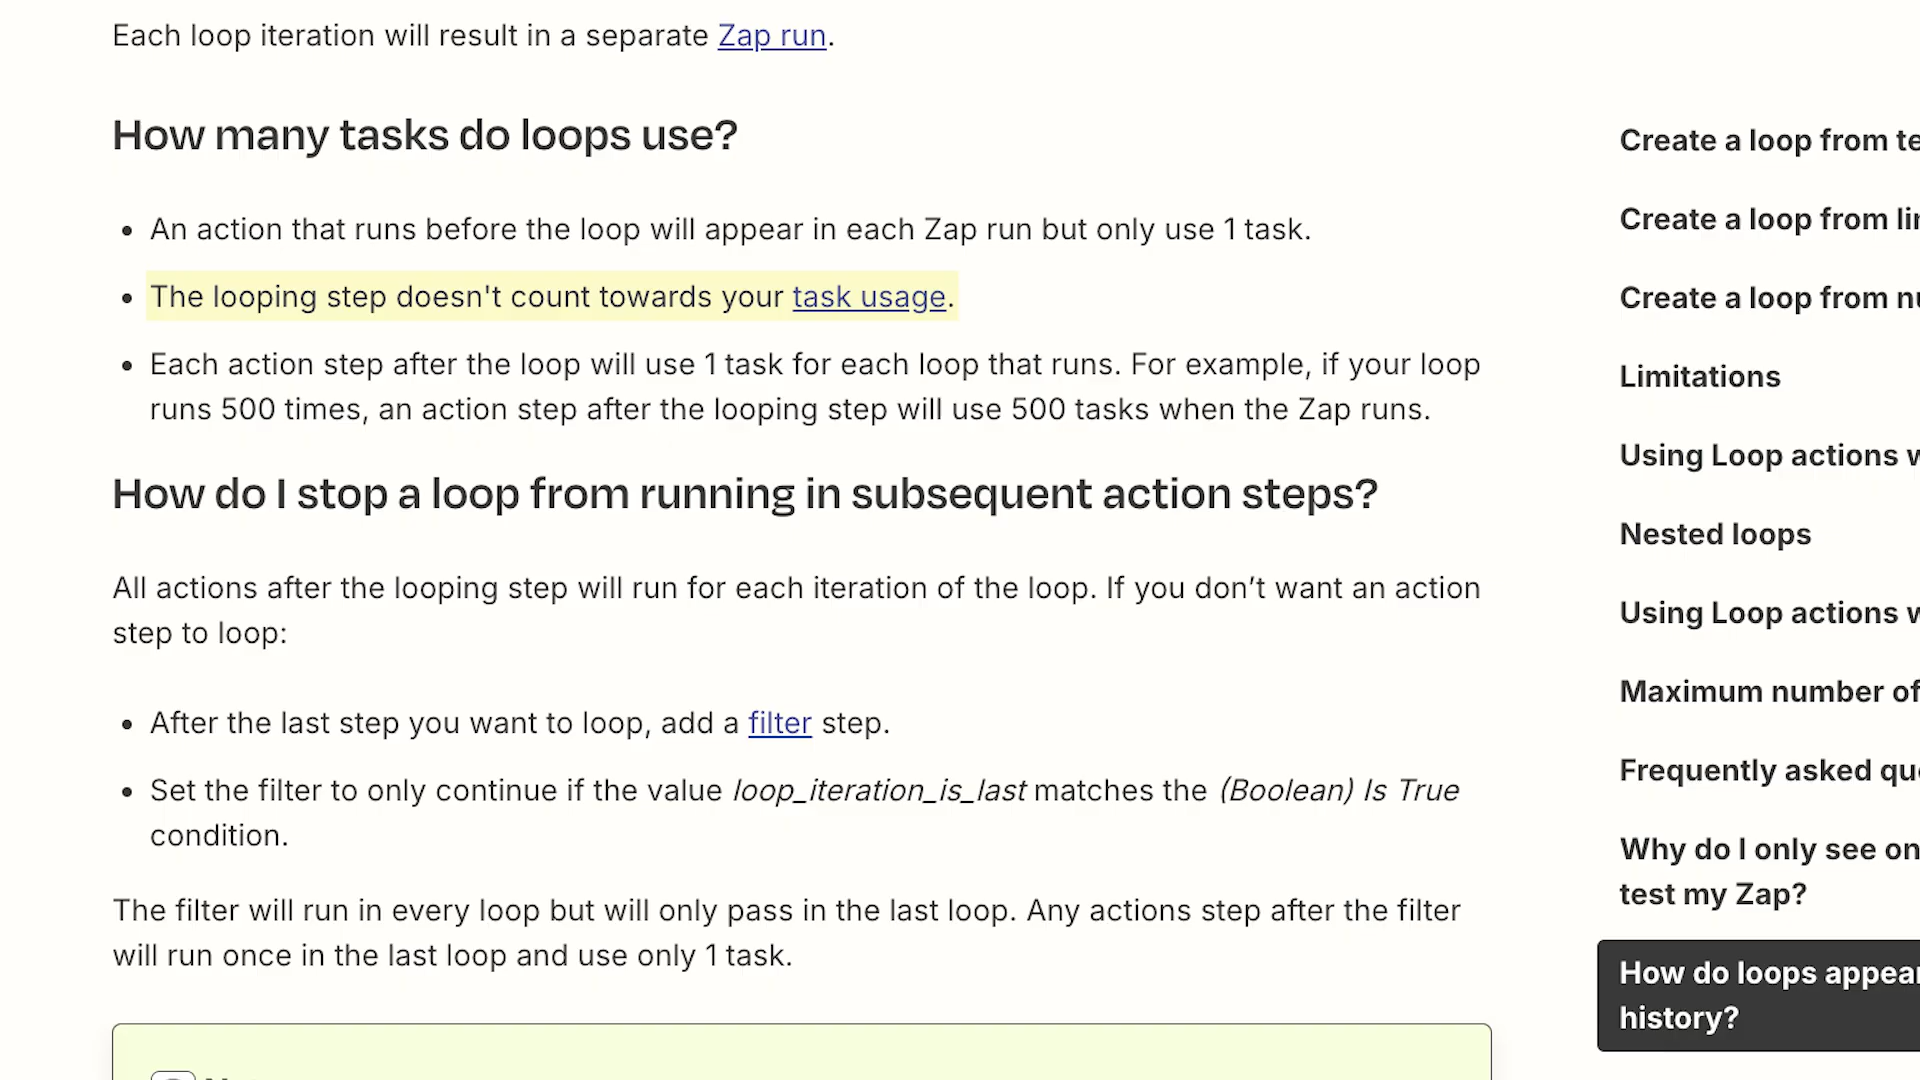 Each loop iteration will result in a separate Zap run.
How many tasks do loops use?
An action that runs before the loop will appear in each Zap run but only use 1 task.
The looping step doesn't count towards your task usage.
Each action step after the loop will use 1 task for each loop that runs. For example, if your loop
runs 500 times, an action step after the looping step will use 500 tasks when the Zap runs.
How do I stop a loop from running in subsequent action steps?
All actions after the looping step will run for each iteration of the loop. If you don’t want an action
step to loop:
After the last step you want to loop, add a filter step.
Set the filter to only continue if the value loop_iteration_is_last matches the (Boolean) Is True
condition.
The filter will run in every loop but will only pass in the last loop. Any actions step after the filter
will run once in the last loop and use only 1 task.
Create a loop from
Create a loop from
Create a loop from
Limitations
Using Loop actions
Nested loops
Using Loop actions
Maximum number of
Frequently asked
Why do I only see
test my Zap?
How do loops appear
history?